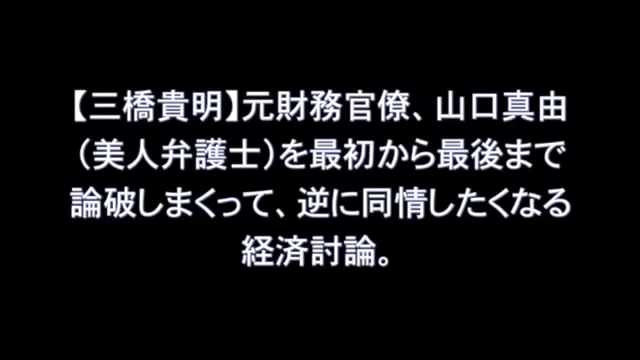 【三橋貴明】元財務官僚、山口真由
（美人弁護士）を最初から最後まで
論破しまくって、逆に同情したくなる
経済討論。